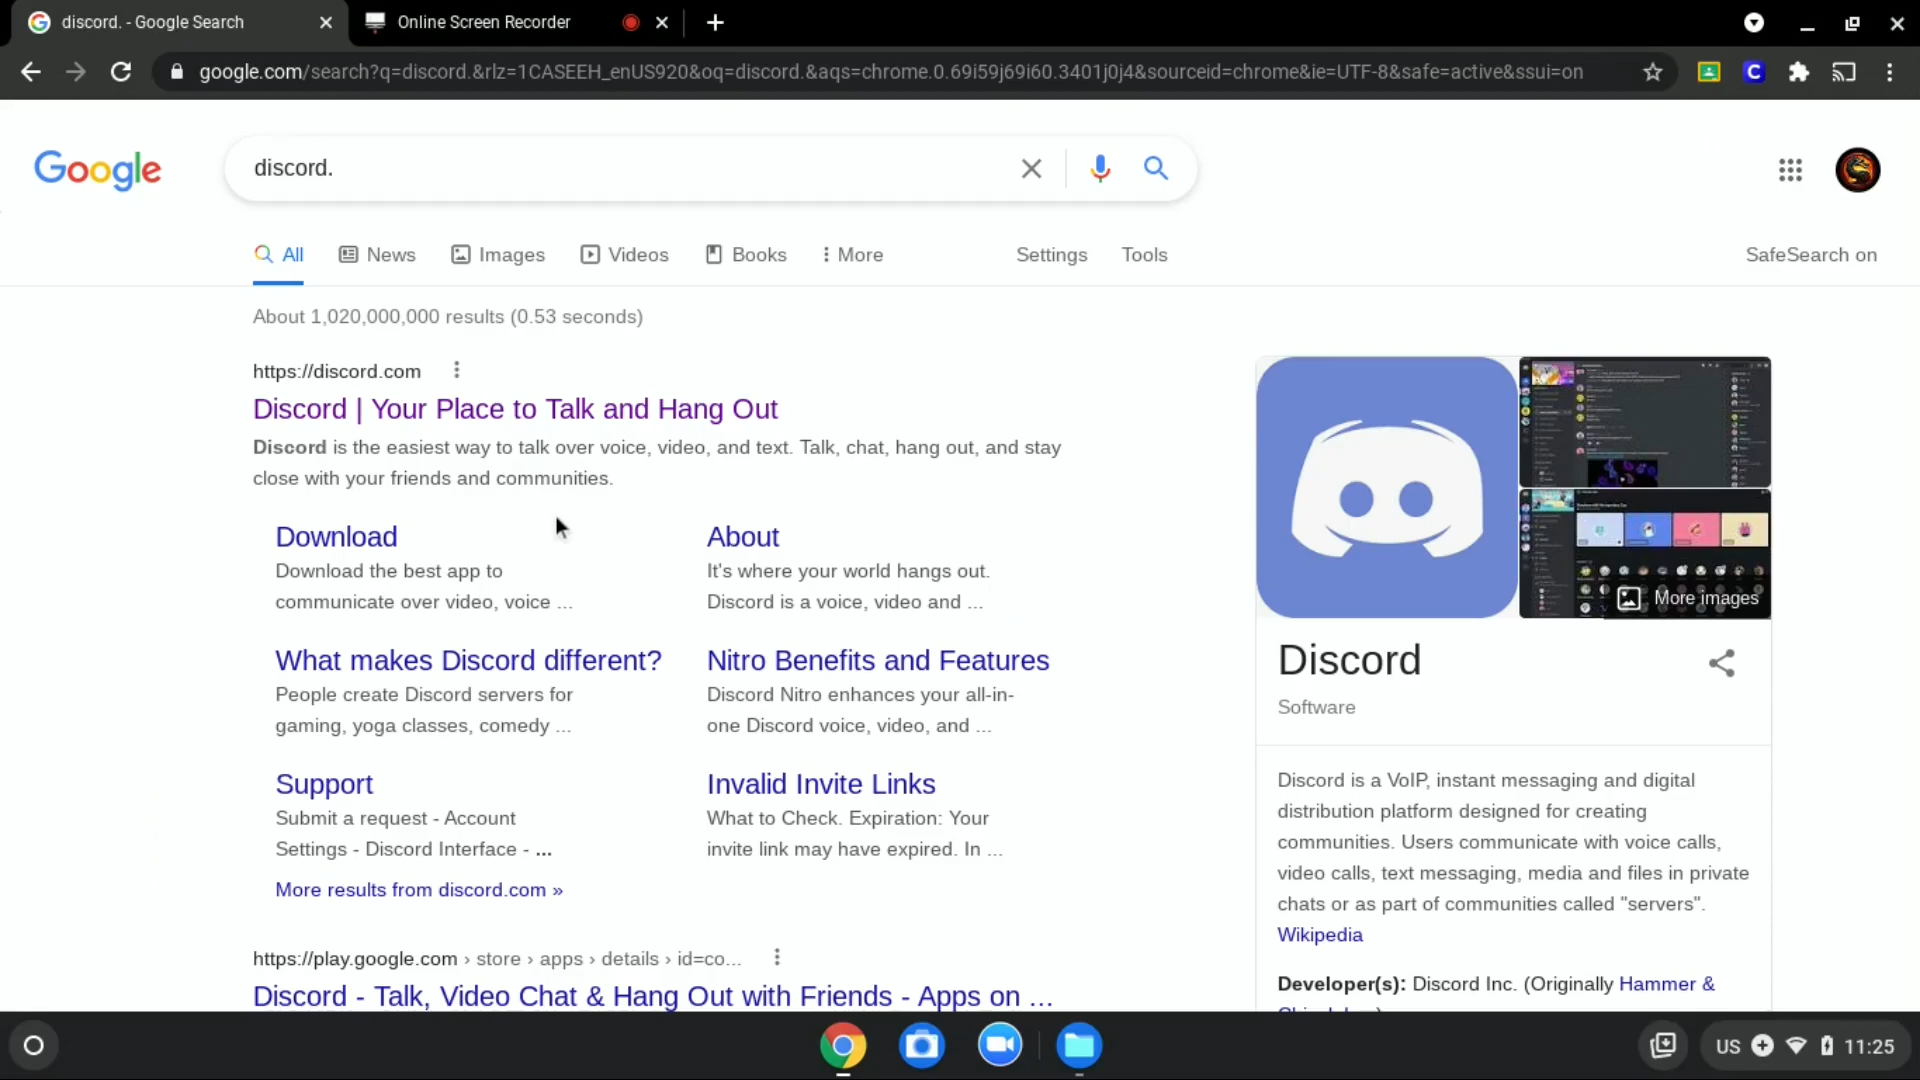 discord. - Google Search
Online Screen Recorder
google.com/search?q=discord.&rlz=1CASEEH_enUS920&oq=discord.&aqs=chrome.0.69i59j69i60.3401j0j4&sourceid=chrome&ie=UTF-8&safe=active&ssui=on
C
Google
discord.
All
News
Images
Videos
Books
More
Settings
Tools
SafeSearch on
About 1,020,000,000 results (0.53 seconds)
https://discord.com
Discord | Your Place to Talk and Hang Out
Discord is the easiest way to talk over voice, video, and text. Talk, chat, hang out, and stay
close with your friends and communities.
Download
Download the best app to
communicate over video, voice ...
About
It's where your world hangs out.
Discord is a voice, video and ...
What makes Discord different?
People create Discord servers for
gaming, yoga classes, comedy ...
Nitro Benefits and Features
Discord Nitro enhances your all-in-
one Discord voice, video, and ...
Support
Submit a request - Account
Settings - Discord Interface - ...
Invalid Invite Links
What to Check. Expiration: Your
invite link may have expired. In ...
More results from discord.com »
https://play.google.com › store › apps › details › id=co...
Discord - Talk, Video Chat & Hang Out with Friends - Apps on ...
More images
Discord
Software
Discord is a VoIP, instant messaging and digital
distribution platform designed for creating
communities. Users communicate with voice calls,
video calls, text messaging, media and files in private
chats or as part of communities called "servers".
Wikipedia
Developer(s): Discord Inc. (Originally Hammer &
US
11:25